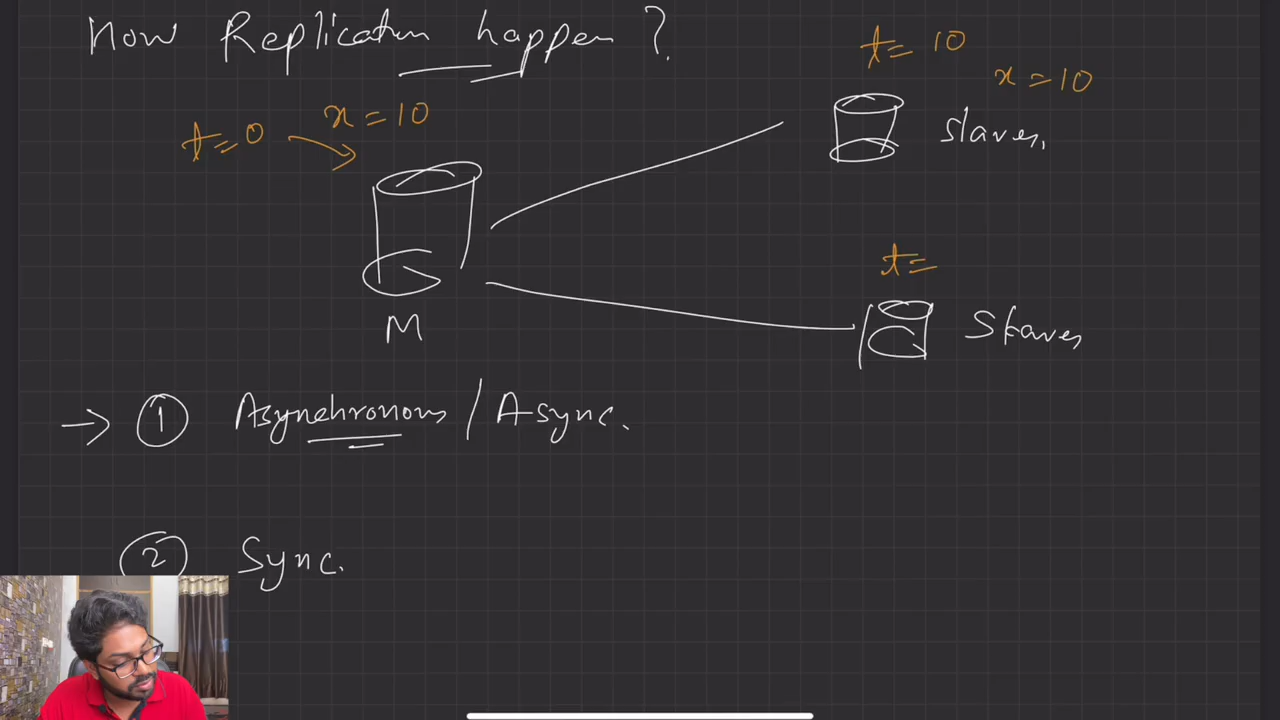 How Replication happen ?
t = 10
x = 10
t = 0
x = 10
slaves,
M
t =
Slaves
→ ① Asynchronous / Async.
② Sync.